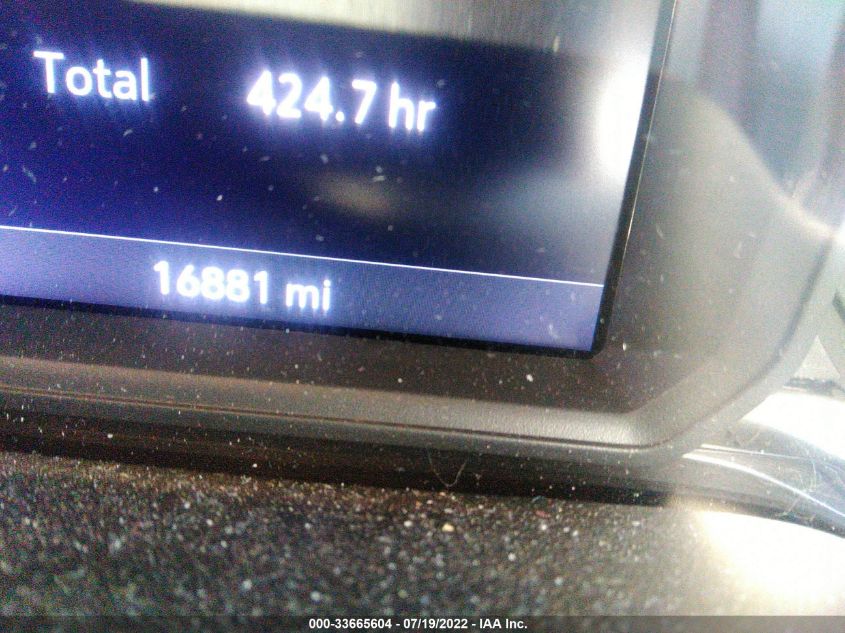 Total 424.7 hr
16881 mi
000-33665604 - 07/19/2022 - IAA Inc.